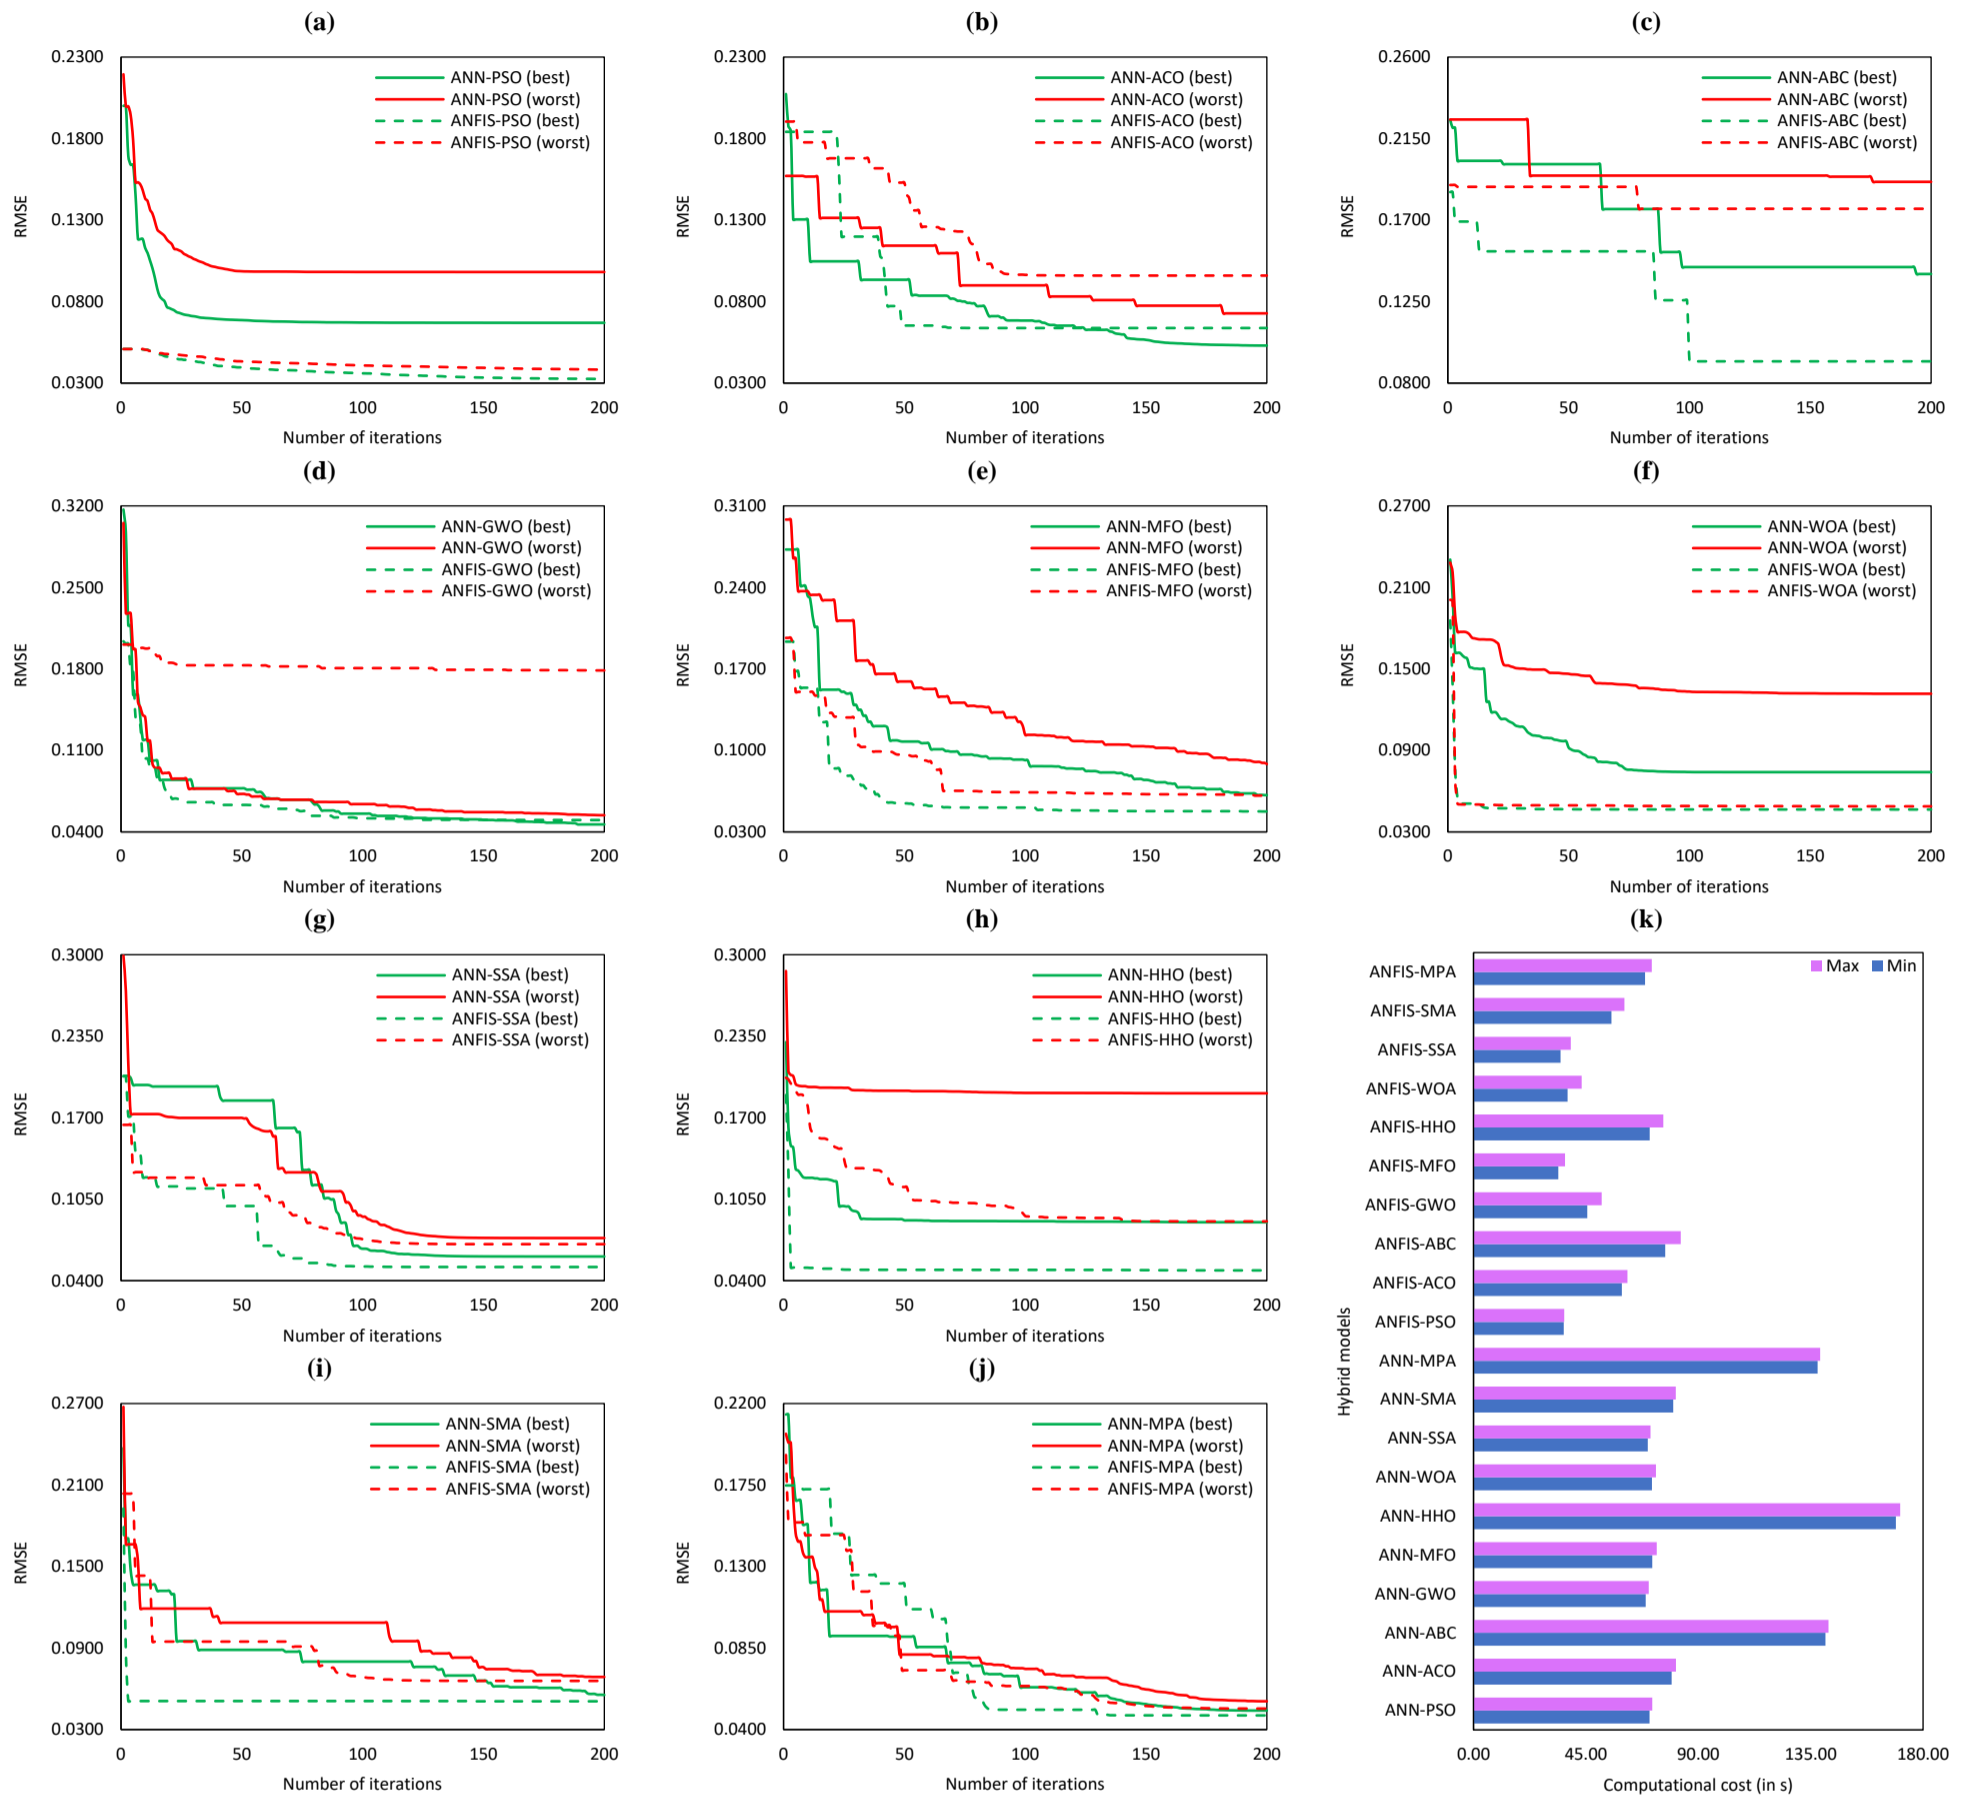 (a)
0.2300
0.1800
0.1300
0.0800
0.0300
RMSE
ANN-PSO (best)
ANN-PSO (worst)
ANFIS-PSO (best)
ANFIS-PSO (worst)
0 50 100 150 200
Number of iterations
(b)
0.2300
0.1800
0.1300
0.0800
0.0300
RMSE
ANN-ACO (best)
ANN-ACO (worst)
ANFIS-ACO (best)
ANFIS-ACO (worst)
0 50 100 150 200
Number of iterations
(c)
0.2600
0.2150
0.1700
0.1250
0.0800
RMSE
ANN-ABC (best)
ANN-ABC (worst)
ANFIS-ABC (best)
ANFIS-ABC (worst)
0 50 100 150 200
Number of iterations
(d)
0.3200
0.2500
0.1800
0.1100
0.0400
RMSE
ANN-GWO (best)
ANN-GWO (worst)
ANFIS-GWO (best)
ANFIS-GWO (worst)
0 50 100 150 200
Number of iterations
(e)
0.3100
0.2400
0.1700
0.1000
0.0300
RMSE
ANN-MFO (best)
ANN-MFO (worst)
ANFIS-MFO (best)
ANFIS-MFO (worst)
0 50 100 150 200
Number of iterations
(f)
0.2700
0.2100
0.1500
0.0900
0.0300
RMSE
ANN-WOA (best)
ANN-WOA (worst)
ANFIS-WOA (best)
ANFIS-WOA (worst)
0 50 100 150 200
Number of iterations
(g)
0.3000
0.2350
0.1700
0.1050
0.0400
RMSE
ANN-SSA (best)
ANN-SSA (worst)
ANFIS-SSA (best)
ANFIS-SSA (worst)
0 50 100 150 200
Number of iterations
(h)
0.3000
0.2350
0.1700
0.1050
0.0400
RMSE
ANN-HHO (best)
ANN-HHO (worst)
ANFIS-HHO (best)
ANFIS-HHO (worst)
0 50 100 150 200
Number of iterations
(i)
0.2700
0.2100
0.1500
0.0900
0.0300
RMSE
ANN-SMA (best)
ANN-SMA (worst)
ANFIS-SMA (best)
ANFIS-SMA (worst)
0 50 100 150 200
Number of iterations
(j)
0.2200
0.1750
0.1300
0.0850
0.0400
RMSE
ANN-MPA (best)
ANN-MPA (worst)
ANFIS-MPA (best)
ANFIS-MPA (worst)
0 50 100 150 200
Number of iterations
(k)
Max Min
Hybrid models
ANFIS-MPA
ANFIS-SMA
ANFIS-SSA
ANFIS-WOA
ANFIS-HHO
ANFIS-MFO
ANFIS-GWO
ANFIS-ABC
ANFIS-ACO
ANFIS-PSO
ANN-MPA
ANN-SMA
ANN-SSA
ANN-WOA
ANN-HHO
ANN-MFO
ANN-GWO
ANN-ABC
ANN-ACO
ANN-PSO
0.00 45.00 90.00 135.00 180.00
Computational cost (in s)